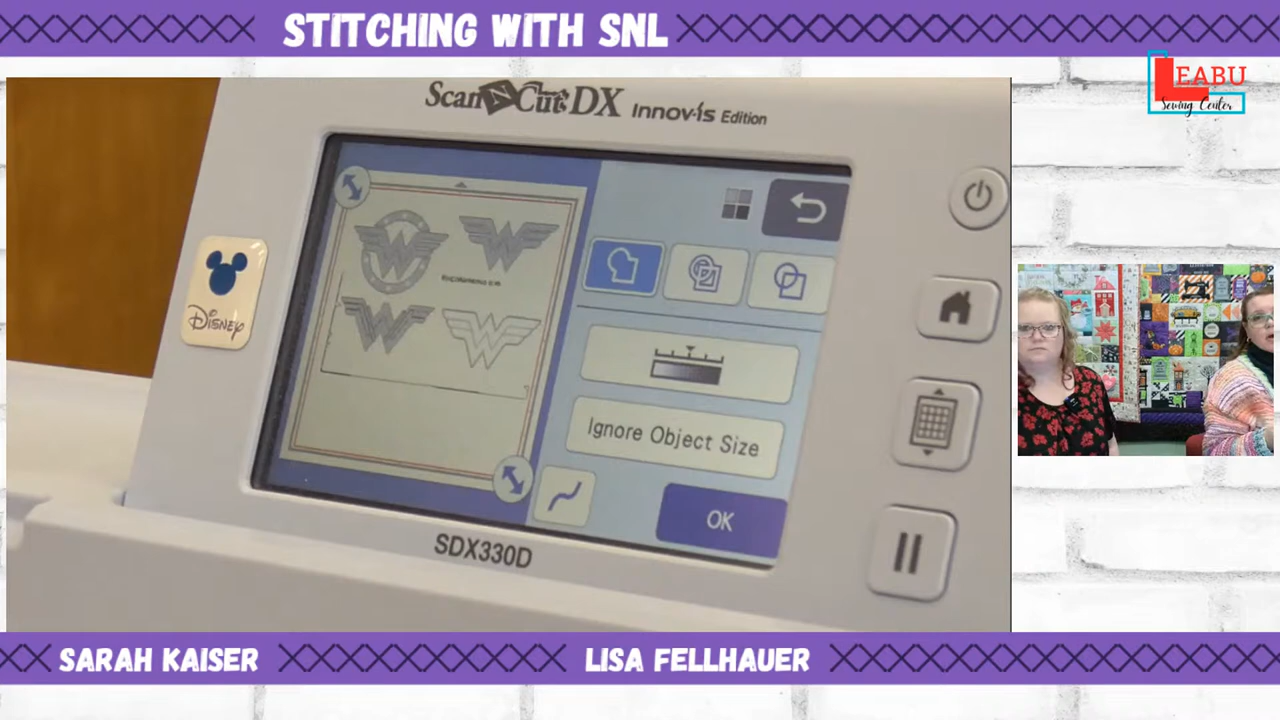 STITCHING WITH SNL
LEABU
Sewing Center
ScanNCut DX Innov-ís Edition
Disney
Ignore Object Size
OK
SDX330D
SARAH KAISER
LISA FELLHAUER